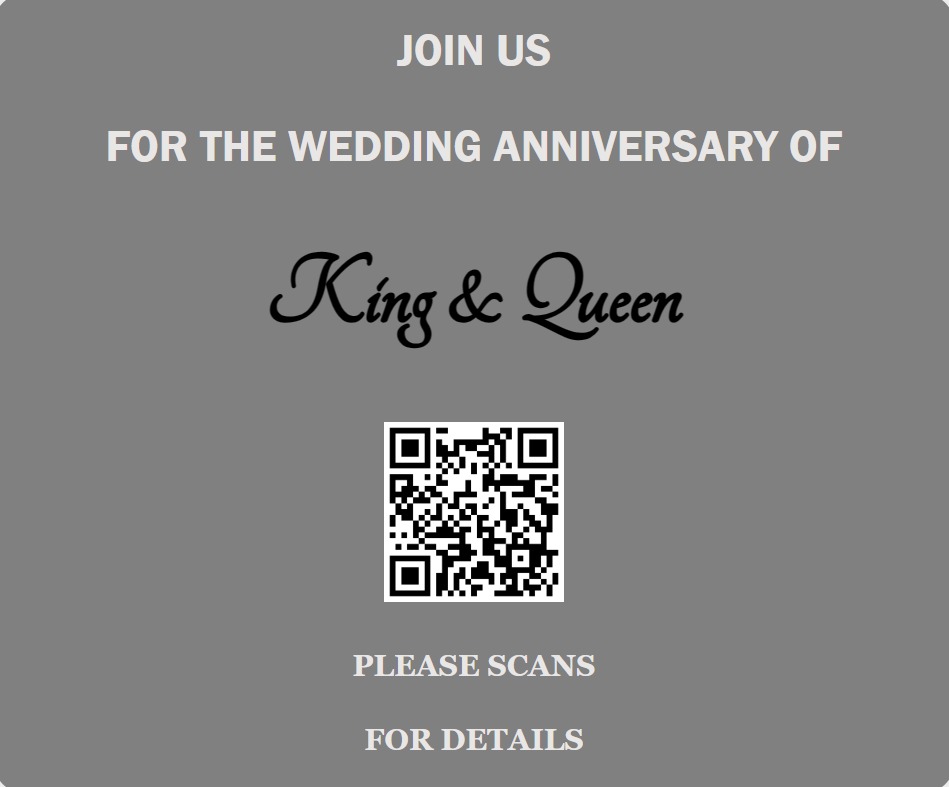 JOIN US
FOR THE WEDDING ANNIVERSARY OF
King & Queen
PLEASE SCANS
FOR DETAILS